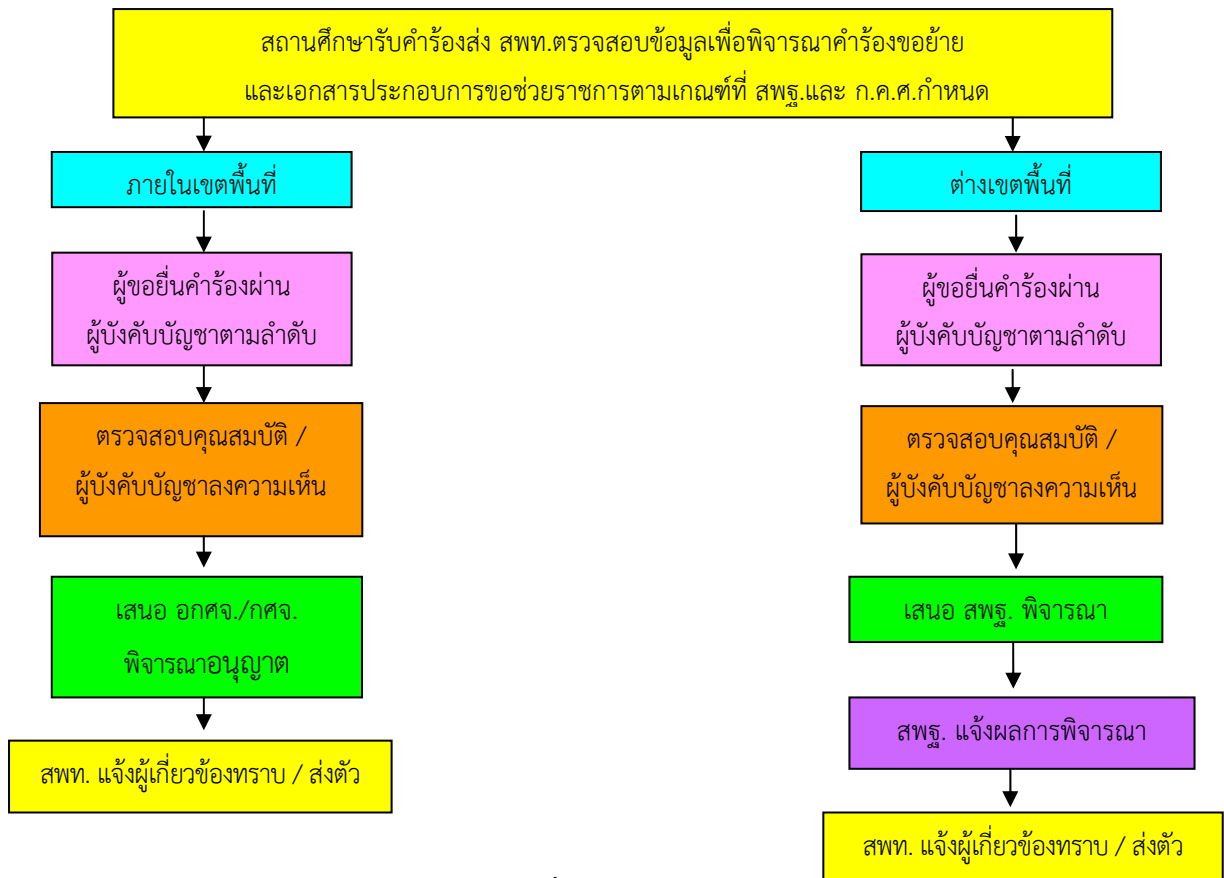 สถานศึกษารับคำร้องส่ง สพท.ตรวจสอบข้อมูลเพื่อพิจารณาคำร้องขอย้าย
และเอกสารประกอบการขอช่วยราชการตามเกณฑ์ที่ สพฐ.และ ก.ค.ศ.กำหนด
ภายในเขตพื้นที่
ผู้ขอยื่นคำร้องผ่าน
ผู้บังคับบัญชาตามลำดับ
ตรวจสอบคุณสมบัติ /
ผู้บังคับบัญชาลงความเห็น
เสนอ อกศจ./กศจ.
พิจารณาอนุญาต
สพท. แจ้งผู้เกี่ยวข้องทราบ / ส่งตัว
ต่างเขตพื้นที่
ผู้ขอยื่นคำร้องผ่าน
ผู้บังคับบัญชาตามลำดับ
ตรวจสอบคุณสมบัติ /
ผู้บังคับบัญชาลงความเห็น
เสนอ สพฐ. พิจารณา
สพฐ. แจ้งผลการพิจารณา
สพท. แจ้งผู้เกี่ยวข้องทราบ / ส่งตัว